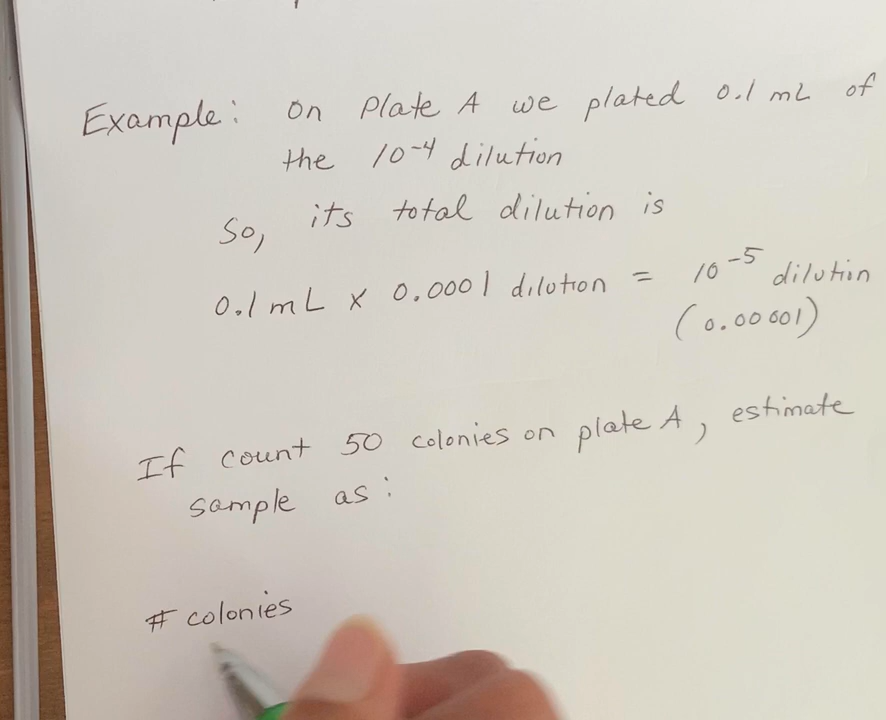 Example: on Plate A we plated 0.1 mL of
the 10⁻⁴ dilution
So, its total dilution is
0.1 mL x 0.0001 dilution = 10⁻⁵ dilution
(0.00001)
If count 50 colonies on plate A, estimate
sample as:
# colonies